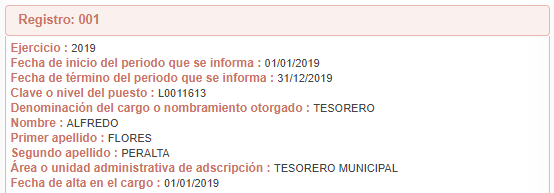 Registro: 001
Ejercicio : 2019
Fecha de inicio del periodo que se informa : 01/01/2019
Fecha de término del periodo que se informa : 31/12/2019
Clave o nivel del puesto : L0011613
Denominación del cargo o nombramiento otorgado : TESORERO
Nombre : ALFREDO
Primer apellido : FLORES
Segundo apellido : PERALTA
Área o unidad administrativa de adscripción : TESORERO MUNICIPAL
Fecha de alta en el cargo : 01/01/2019